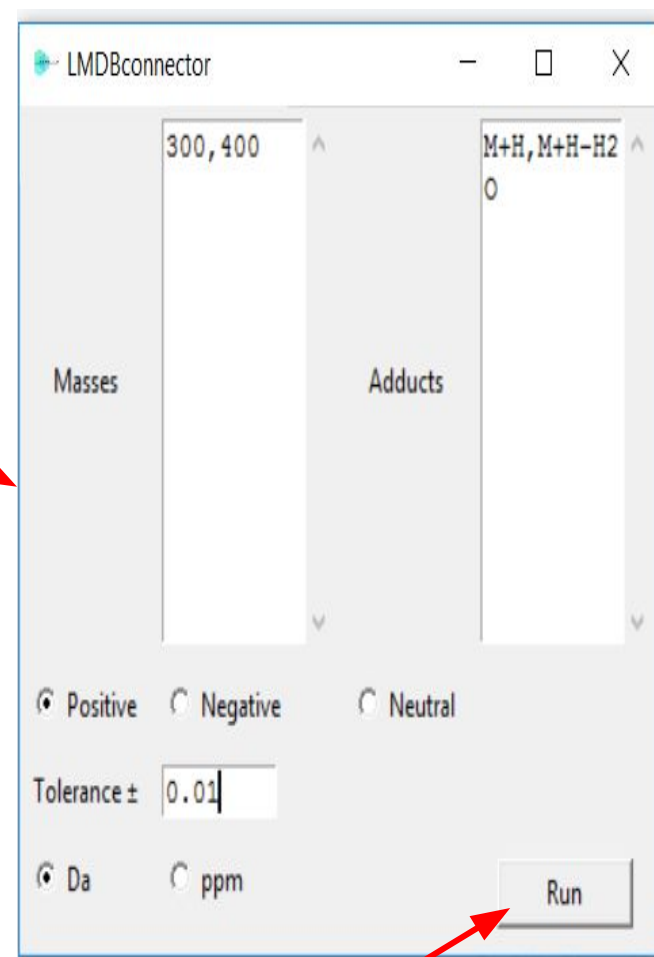 LMDBconnector
300,400
M+H,M+H-H2
O
Masses
Adducts
Positive Negative Neutral
Tolerance ± 0.01
Da ppm
Run